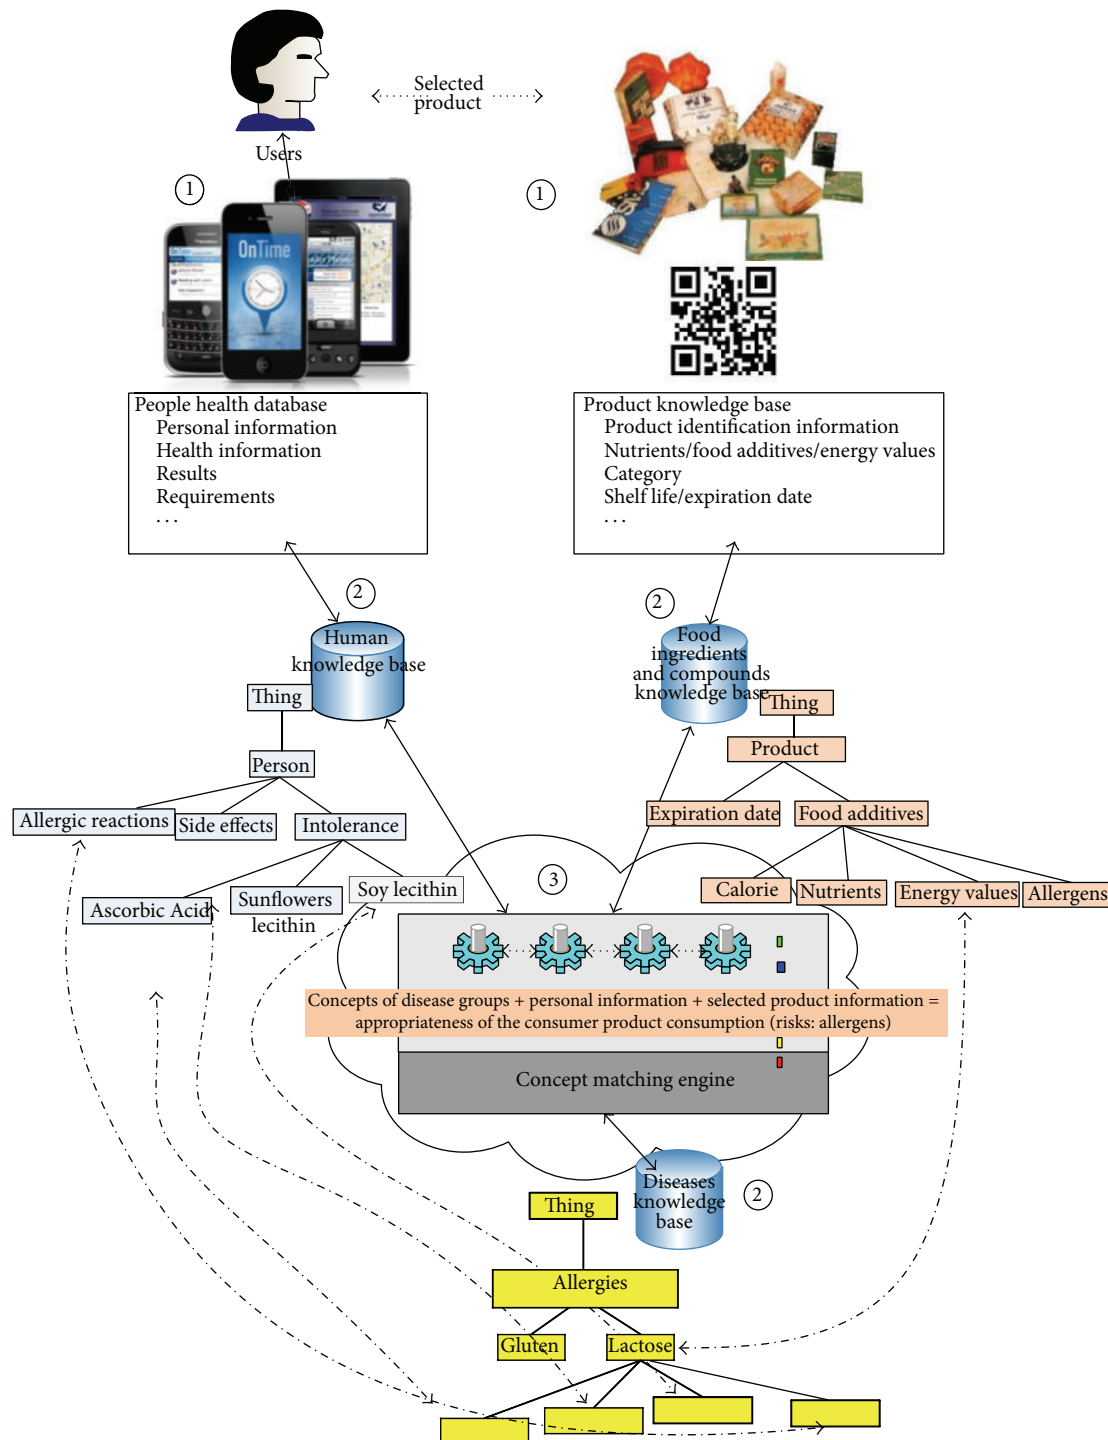 Selected
product
Users
1
1
OnTime
People health database
Personal information
Health information
Results
Requirements
...
Product knowledge base
Product identification information
Nutrients/food additives/energy values
Category
Shelf life/expiration date
...
2
2
Human
knowledge base
Food
ingredients
and compounds
knowledge base
Thing
Person
Allergic reactions
Side effects
Intolerance
Ascorbic Acid
Sunflowers
lecithin
Soy lecithin
Thing
Product
Expiration date
Food additives
Calorie
Nutrients
Energy values
Allergens
3
Concepts of disease groups + personal information + selected product information =
appropriateness of the consumer product consumption (risks: allergens)
Concept matching engine
Diseases
knowledge
base
2
Thing
Allergies
Gluten
Lactose